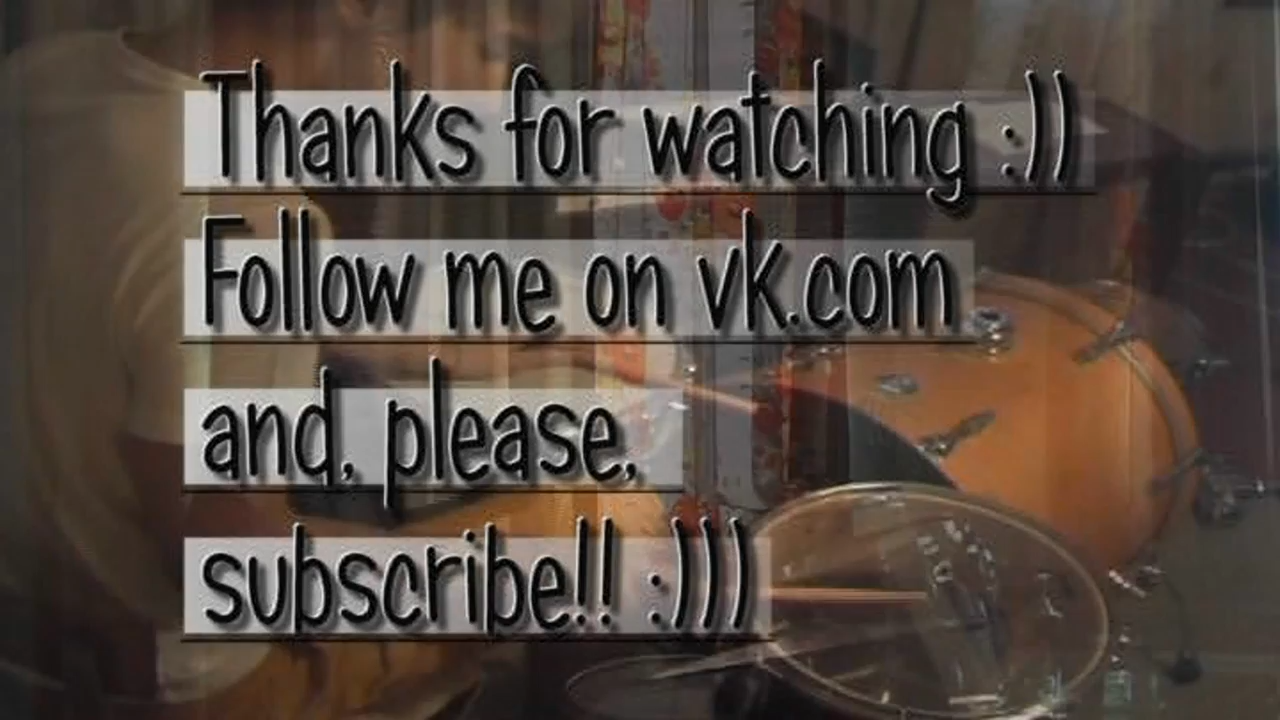 Thanks for watching :))
Follow me on vk.com
and, please,
subscribe!! :)))